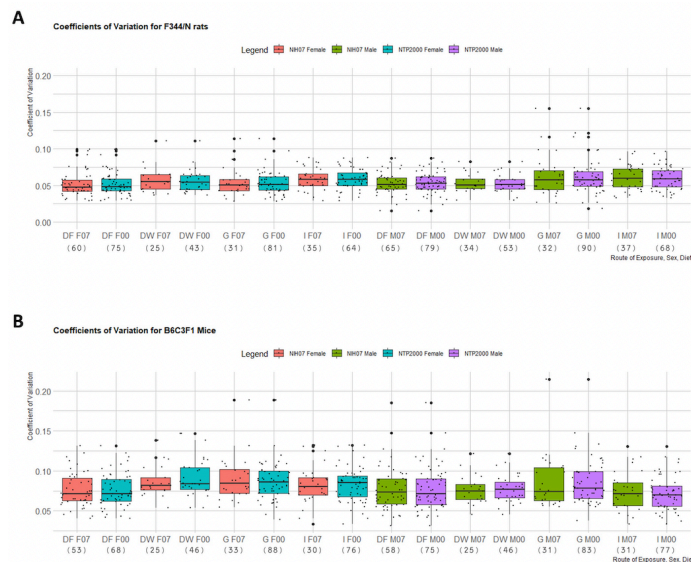 A
Coefficients of Variation for F344/N rats
Legend NIH07 Female NIH07 Male NTP2000 Female NTP2000 Male
Coefficient of Variation
0.20
0.15
0.10
0.05
0.00
DF F07 DF F00 DW F07 DW F00 G F07 G F00 I F07 I F00 DF M07 DF M00 DW M07 DW M00 G M07 G M00 I M07 I M00
(60) (75) (25) (43) (31) (81) (35) (64) (65) (79) (34) (53) (32) (90) (37) (68)
Route of Exposure, Sex, Diet
B
Coefficients of Variation for B6C3F1 Mice
Legend NIH07 Female NIH07 Male NTP2000 Female NTP2000 Male
Coefficient of Variation
0.20
0.15
0.10
0.05
DF F07 DF F00 DW F07 DW F00 G F07 G F00 I F07 I F00 DF M07 DF M00 DW M07 DW M00 G M07 G M00 I M07 I M00
(53) (68) (25) (46) (33) (88) (30) (76) (58) (75) (25) (46) (31) (83) (31) (77)
Route of Exposure, Sex, Diet